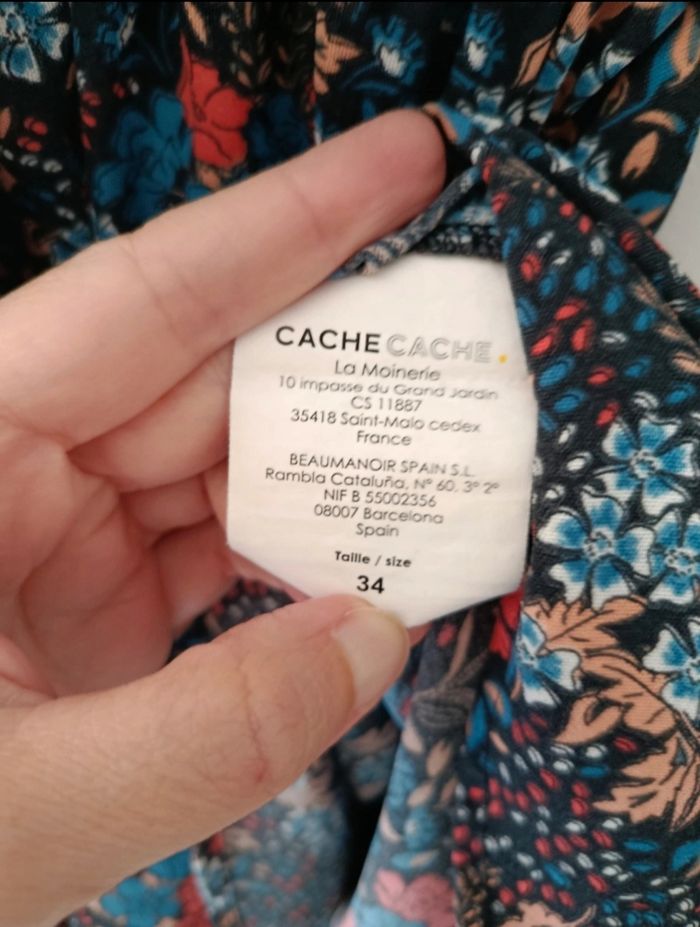 CACHE CACHE.
La Moinerie
10 impasse du Grand Jardin
CS 11887
35418 Saint-Malo cedex
France
BEAUMANOIR SPAIN S.L.
Rambla Cataluña, Nº 60, 3º 2º
NIF B 55002356
08007 Barcelona
Spain
Taille / size
34